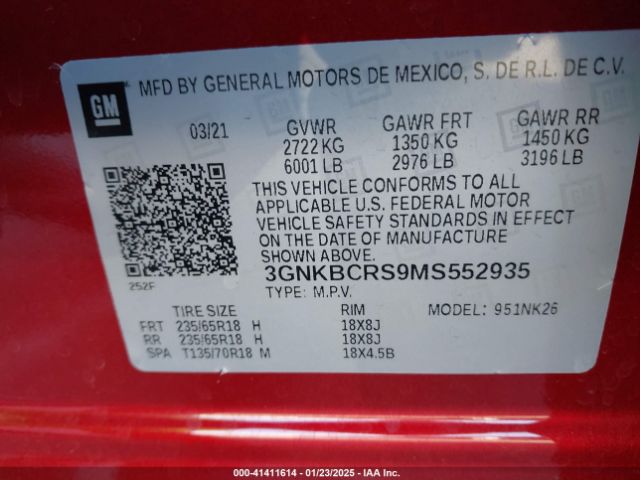 GM
MFD BY GENERAL MOTORS DE MEXICO, S. DE R.L. DE C.V.
03/21 GVWR GAWR FRT GAWR RR
2722 KG 1350 KG 1450 KG
6001 LB 2976 LB 3196 LB
THIS VEHICLE CONFORMS TO ALL
APPLICABLE U.S. FEDERAL MOTOR
VEHICLE SAFETY STANDARDS IN EFFECT
ON THE DATE OF MANUFACTURE
SHOWN ABOVE.
3GNKBCRS9MS552935
252F
TYPE: M.P.V.
MODEL: 951NK26
TIRE SIZE RIM
FRT 235/65R18 H 18X8J
RR 235/65R18 H 18X8J
SPA T135/70R18 M 18X4.5B
000-41411614 - 01/23/2025 - IAA Inc.